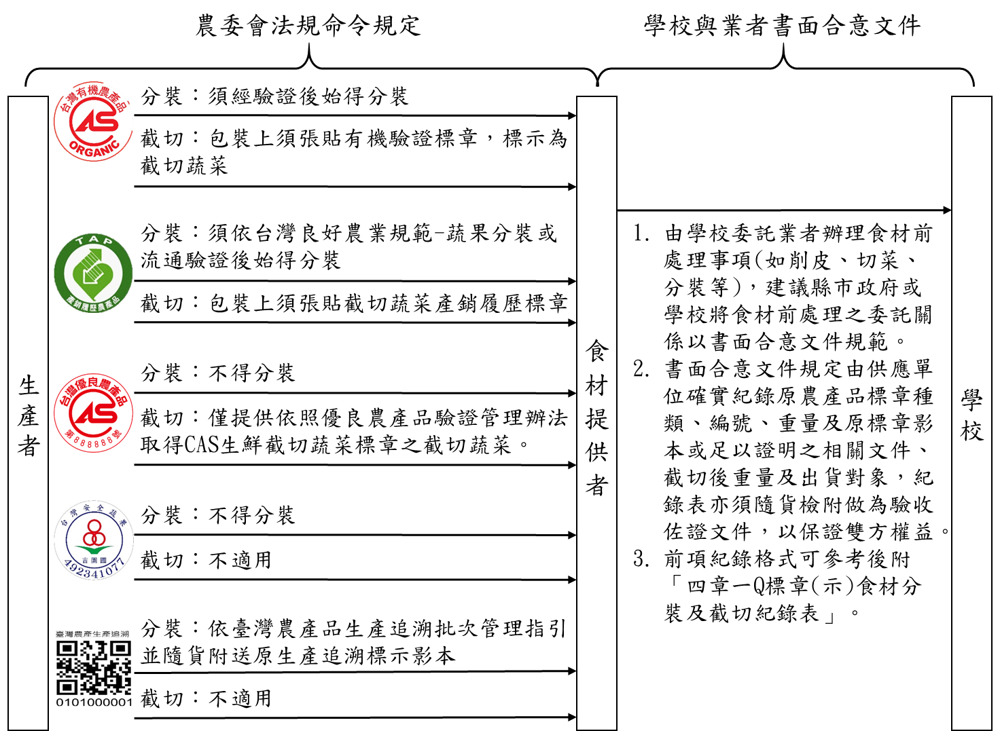 農委會法規命令規定
學校與業者書面合意文件
生產者
台灣有機農產品
ORGANIC
分裝：須經驗證後始得分裝
截切：包裝上須張貼有機驗證標章，標示為
截切蔬菜
TAP
產銷履歷農產品
分裝：須依台灣良好農業規範-蔬果分裝或
流通驗證後始得分裝
截切：包裝上須張貼截切蔬菜產銷履歷標章
台灣優良農產品
第888888號
分裝：不得分裝
截切：僅提供依照優良農產品驗證管理辦法
取得CAS生鮮截切蔬菜標章之截切蔬菜。
台灣安全蔬果
吉園圃
492341077
分裝：不得分裝
截切：不適用
臺灣農產生產追溯
0101000001
分裝：依臺灣農產品生產追溯批次管理指引
並隨貨附送原生產追溯標示影本
截切：不適用
食材提供者
1. 由學校委託業者辦理食材前
處理事項(如削皮、切菜、
分裝等)，建議縣市政府或
學校將食材前處理之委託關
係以書面合意文件規範。
2. 書面合意文件規定由供應單
位確實紀錄原農產品標章種
類、編號、重量及原標章影
本或足以證明之相關文件、
截切後重量及出貨對象，紀
錄表亦須隨貨檢附做為驗收
佐證文件，以保證雙方權益。
3. 前項紀錄格式可參考後附
「四章一Q標章(示)食材分
裝及截切紀錄表」。
學校